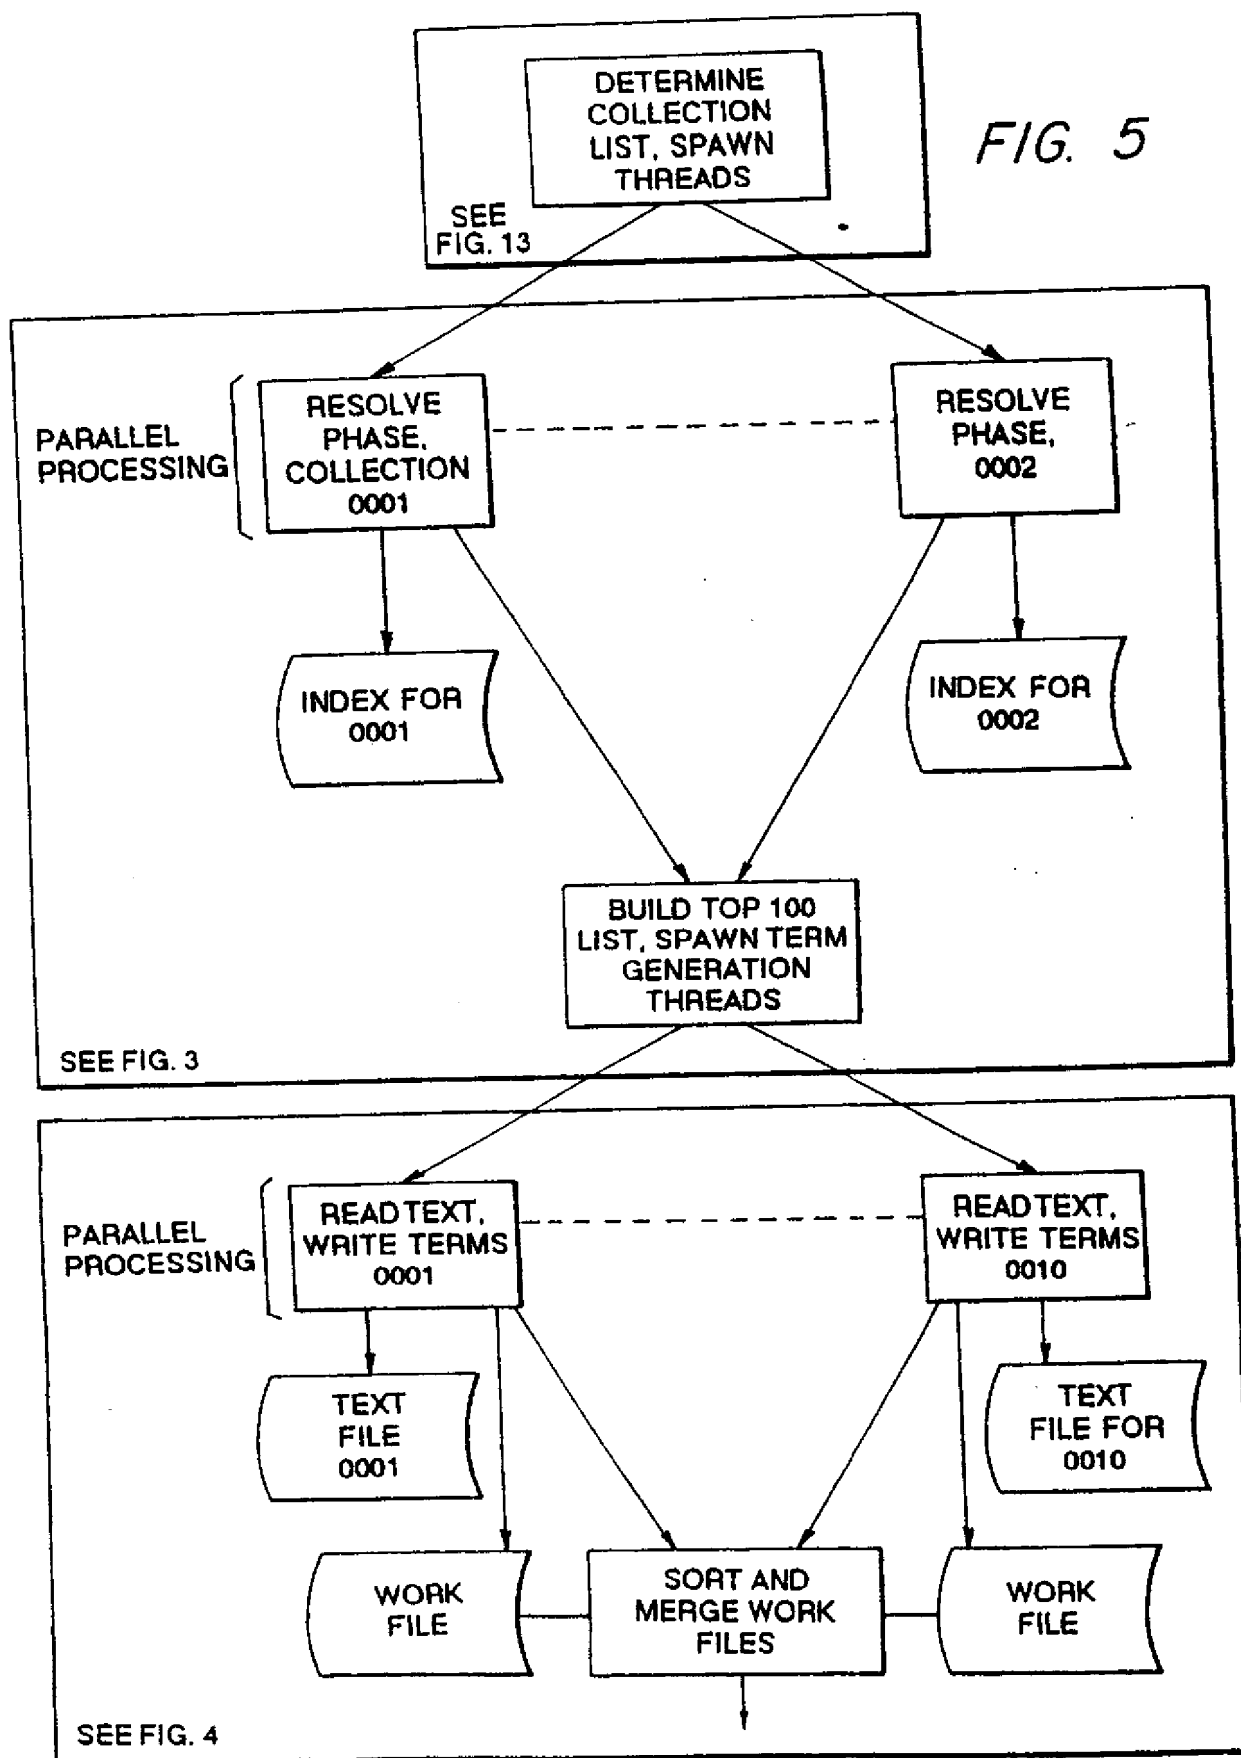 DETERMINE
COLLECTION
LIST, SPAWN
THREADS
FIG. 5
SEE
FIG. 13
PARALLEL
PROCESSING
RESOLVE
PHASE,
COLLECTION
0001
RESOLVE
PHASE,
0002
INDEX FOR
0001
INDEX FOR
0002
BUILD TOP 100
LIST, SPAWN TERM
GENERATION
THREADS
SEE FIG. 3
PARALLEL
PROCESSING
READ TEXT,
WRITE TERMS
0001
READ TEXT,
WRITE TERMS
0010
TEXT
FILE
0001
TEXT
FILE FOR
0010
WORK
FILE
SORT AND
MERGE WORK
FILES
WORK
FILE
SEE FIG. 4